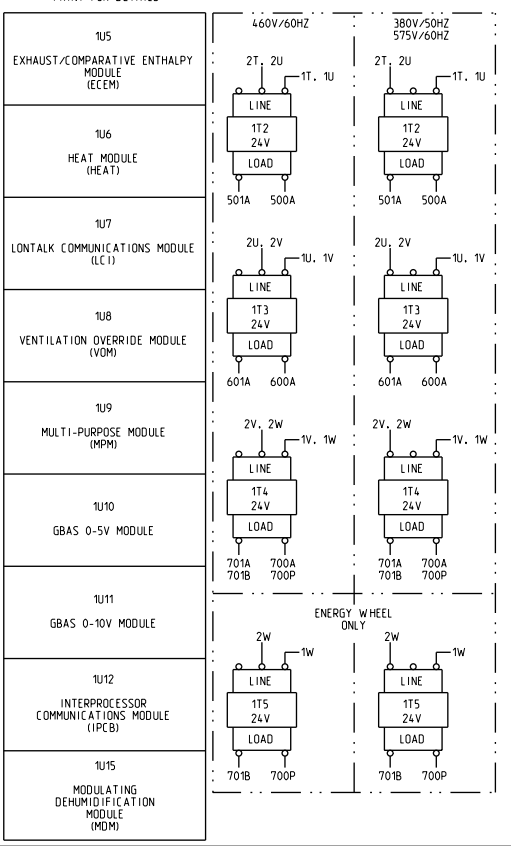 1U5
EXHAUST/COMPARATIVE ENTHALPY
MODULE
(ECEM)
1U6
HEAT MODULE
(HEAT)
1U7
LONTALK COMMUNICATIONS MODULE
(LCI)
1U8
VENTILATION OVERRIDE MODULE
(VOM)
1U9
MULTI-PURPOSE MODULE
(MPM)
1U10
GBAS 0-5V MODULE
1U11
GBAS 0-10V MODULE
1U12
INTERPROCESSOR
COMMUNICATIONS MODULE
(IPCB)
1U15
MODULATING
DEHUMIDIFICATION
MODULE
(MDM)
460V/60HZ
2T, 2U
1T, 1U
LINE
1T2
24V
LOAD
501A 500A
2U, 2V
1U, 1V
LINE
1T3
24V
LOAD
601A 600A
2V, 2W
1V, 1W
LINE
1T4
24V
LOAD
701A 700A
701B 700P
380V/50HZ
575V/60HZ
2T, 2U
1T, 1U
LINE
1T2
24V
LOAD
501A 500A
2U, 2V
1U, 1V
LINE
1T3
24V
LOAD
601A 600A
2V, 2W
1V, 1W
LINE
1T4
24V
LOAD
701A 700A
701B 700P
ENERGY WHEEL
ONLY
2W
1W
LINE
1T5
24V
LOAD
701B 700P
2W
1W
LINE
1T5
24V
LOAD
701B 700P